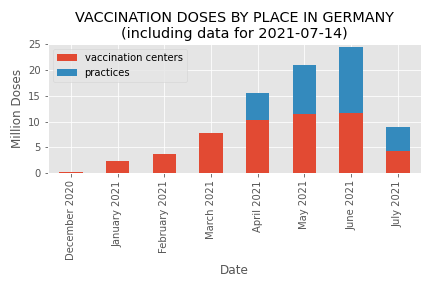 VACCINATION DOSES BY PLACE IN GERMANY
(including data for 2021-07-14)
25
20
15
10
5
0
Million Doses
vaccination centers
practices
December 2020
January 2021
February 2021
March 2021
April 2021
May 2021
June 2021
July 2021
Date